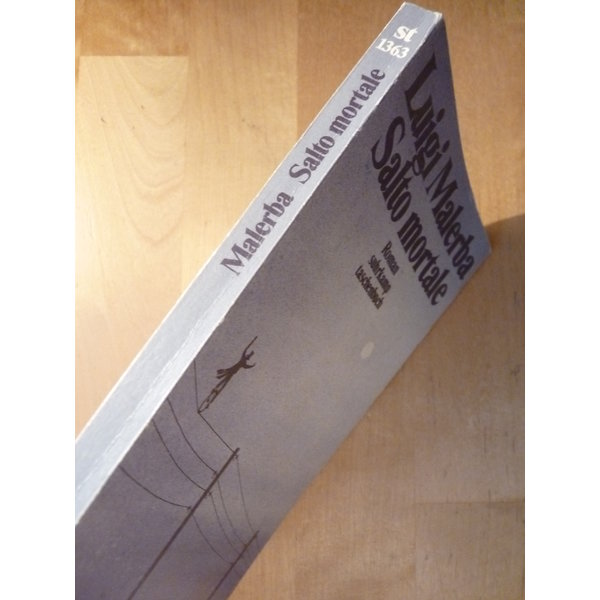 st
1363
Malerba Salto mortale
Luigi Malerba
Salto mortale
Roman
suhrkamp
taschenbuch